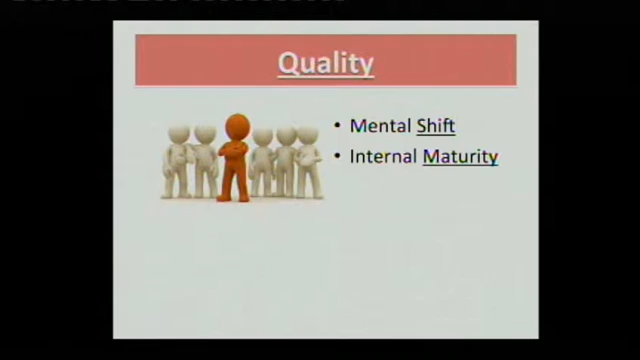 Quality
• Mental Shift
• Internal Maturity